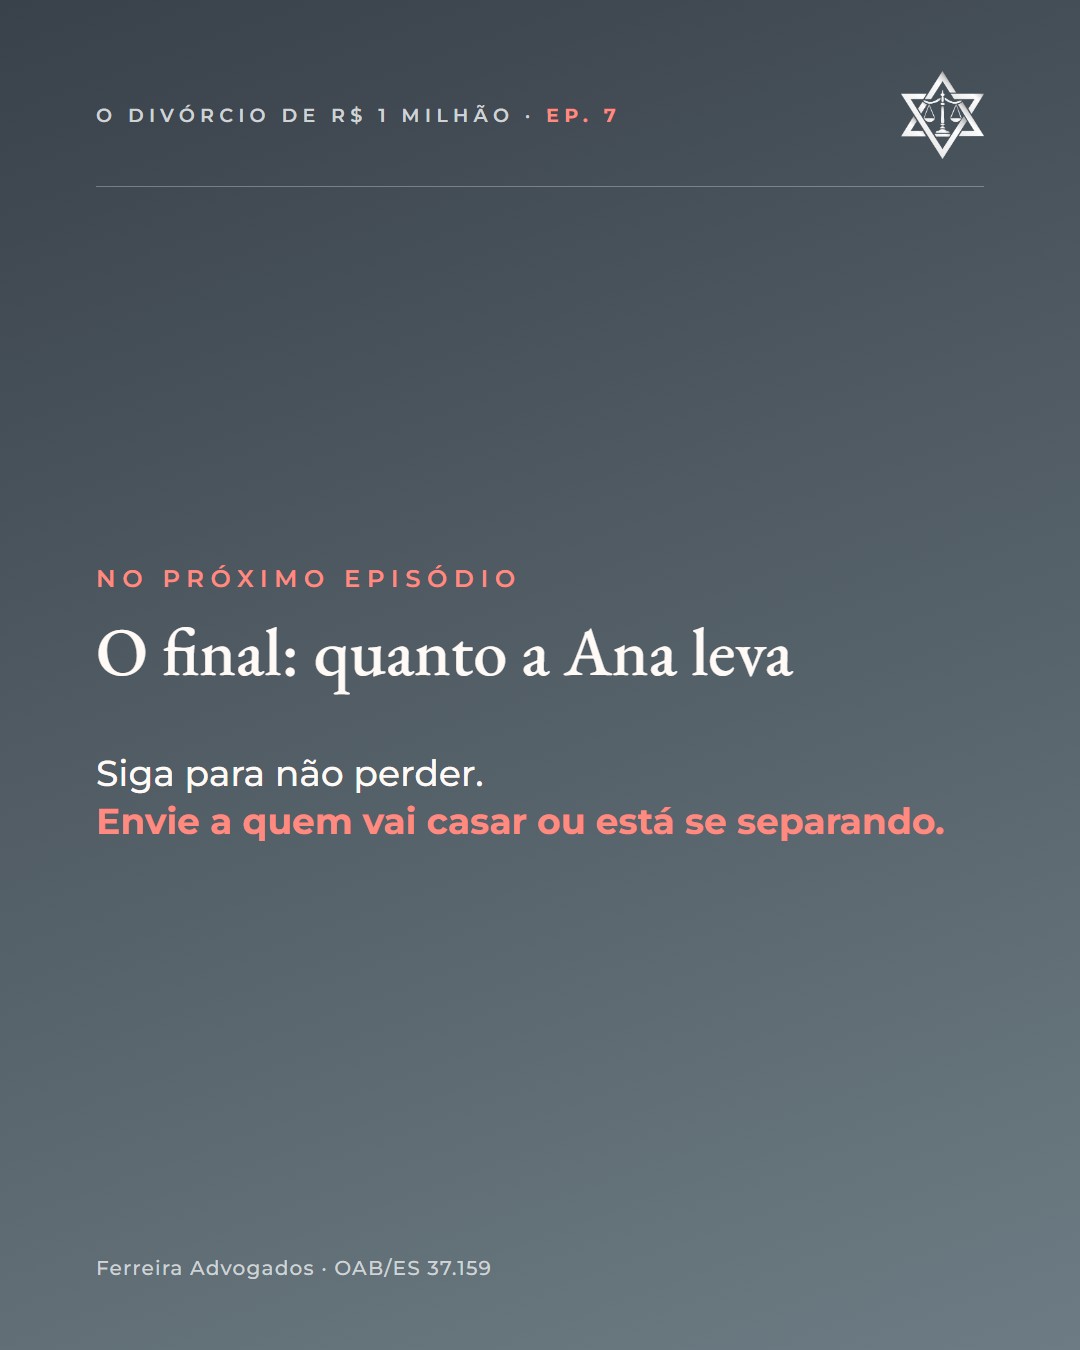 O DIVÓRCIO DE R$ 1 MILHÃO · EP. 7
NO PRÓXIMO EPISÓDIO
O final: quanto a Ana leva
Siga para não perder.
Envie a quem vai casar ou está se separando.
Ferreira Advogados · OAB/ES 37.159